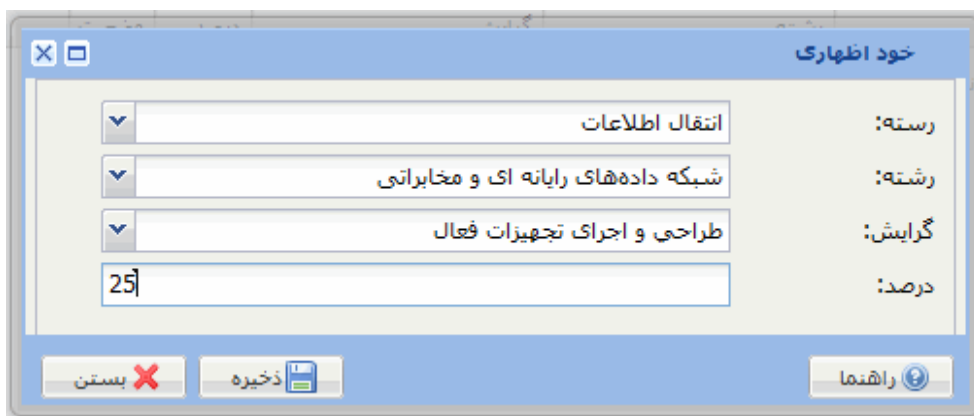 خود اظهاری
رسته: انتقال اطلاعات
رشته: شبکه داده‌های رایانه ای و مخابراتی
گرایش: طراحی و اجرای تجهیزات فعال
درصد: 25
راهنما ذخیره بستن